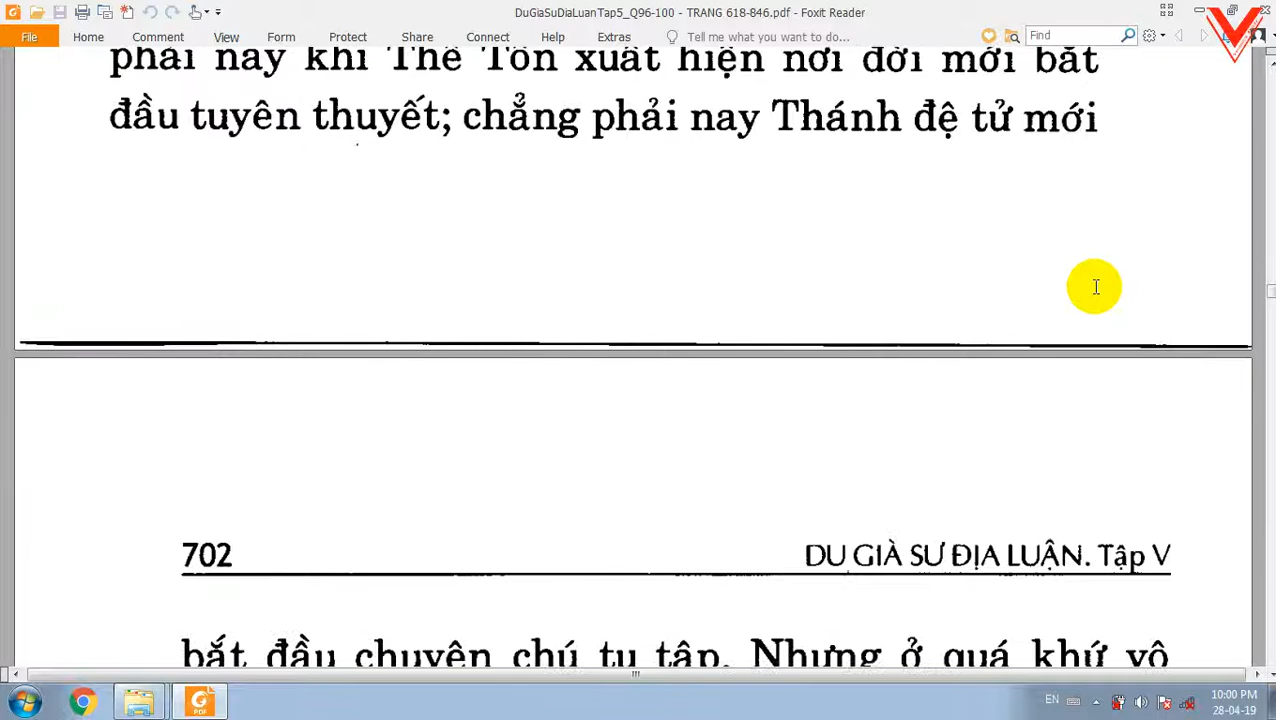 DuGiaSuDiaLuanTap5_Q96-100 - TRANG 618-846.pdf - Foxit Reader
File Home Comment View Form Protect Share Connect Help Extras Tell me what you want to do... Find
phải nay khi Thế Tôn xuất hiện nơi đời mới bắt
đầu tuyên thuyết; chẳng phải nay Thánh đệ tử mới
702 DU GIÀ SƯ ĐỊA LUẬN. Tập V
bắt đầu chuyên chú tu tập. Nhưng ở quá khứ vô
PDF
EN
10:00 PM
28-04-19